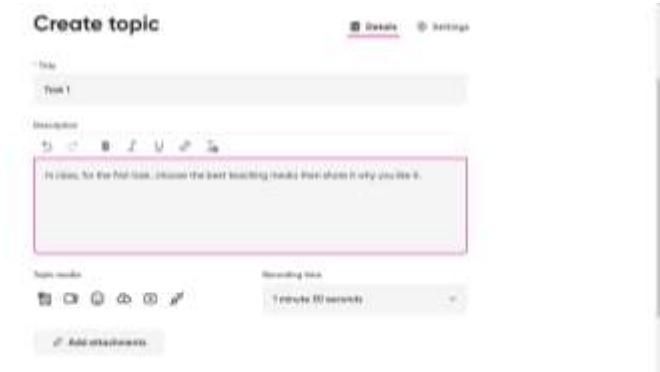 Create topic
Details Settings
* Title
Task 1
Description
B I U
Hi class, for the first task, choose the best teaching media then share it why you like it.
Topic media Recording time
1 minute 30 seconds
Add attachments